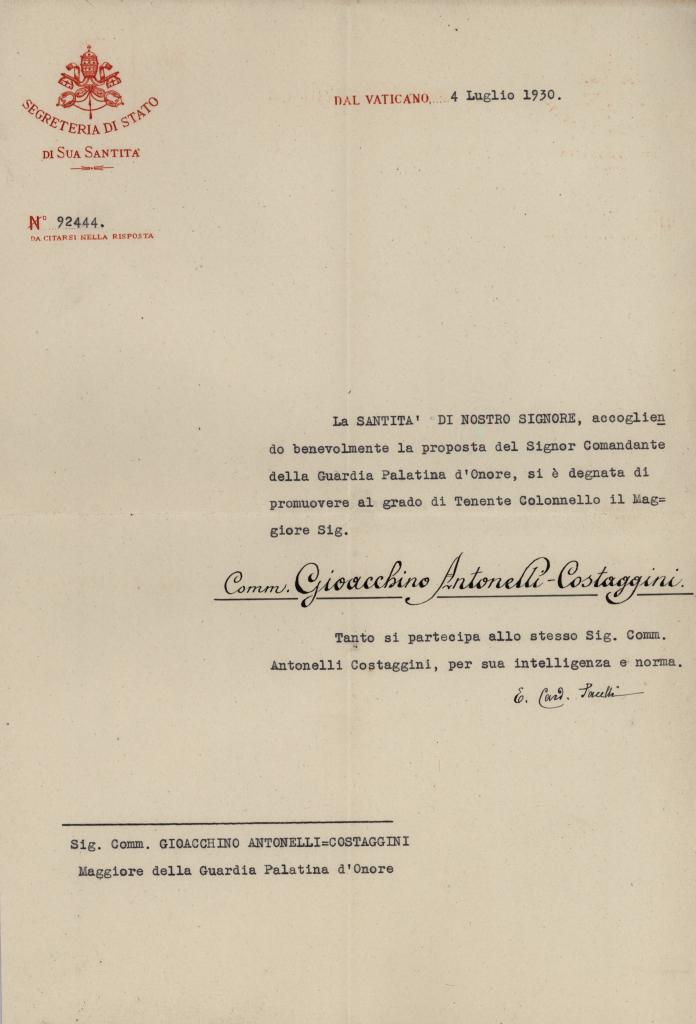 SEGRETERIA DI STATO
DI SUA SANTITA'
DAL VATICANO, 4 Luglio 1930.
N° 92444.
DA CITARSI NELLA RISPOSTA
La SANTITA' DI NOSTRO SIGNORE, accoglien
do benevolmente la proposta del Signor Comandante
della Guardia Palatina d'Onore, si è degnata di
promuovere al grado di Tenente Colonnello il Mag=
giore Sig.
Comm. Gioacchino Antonelli-Costaggini.
Tanto si partecipa allo stesso Sig. Comm.
Antonelli Costaggini, per sua intelligenza e norma.
E. Card. Pacelli
Sig. Comm. GIOACCHINO ANTONELLI=COSTAGGINI
Maggiore della Guardia Palatina d'Onore